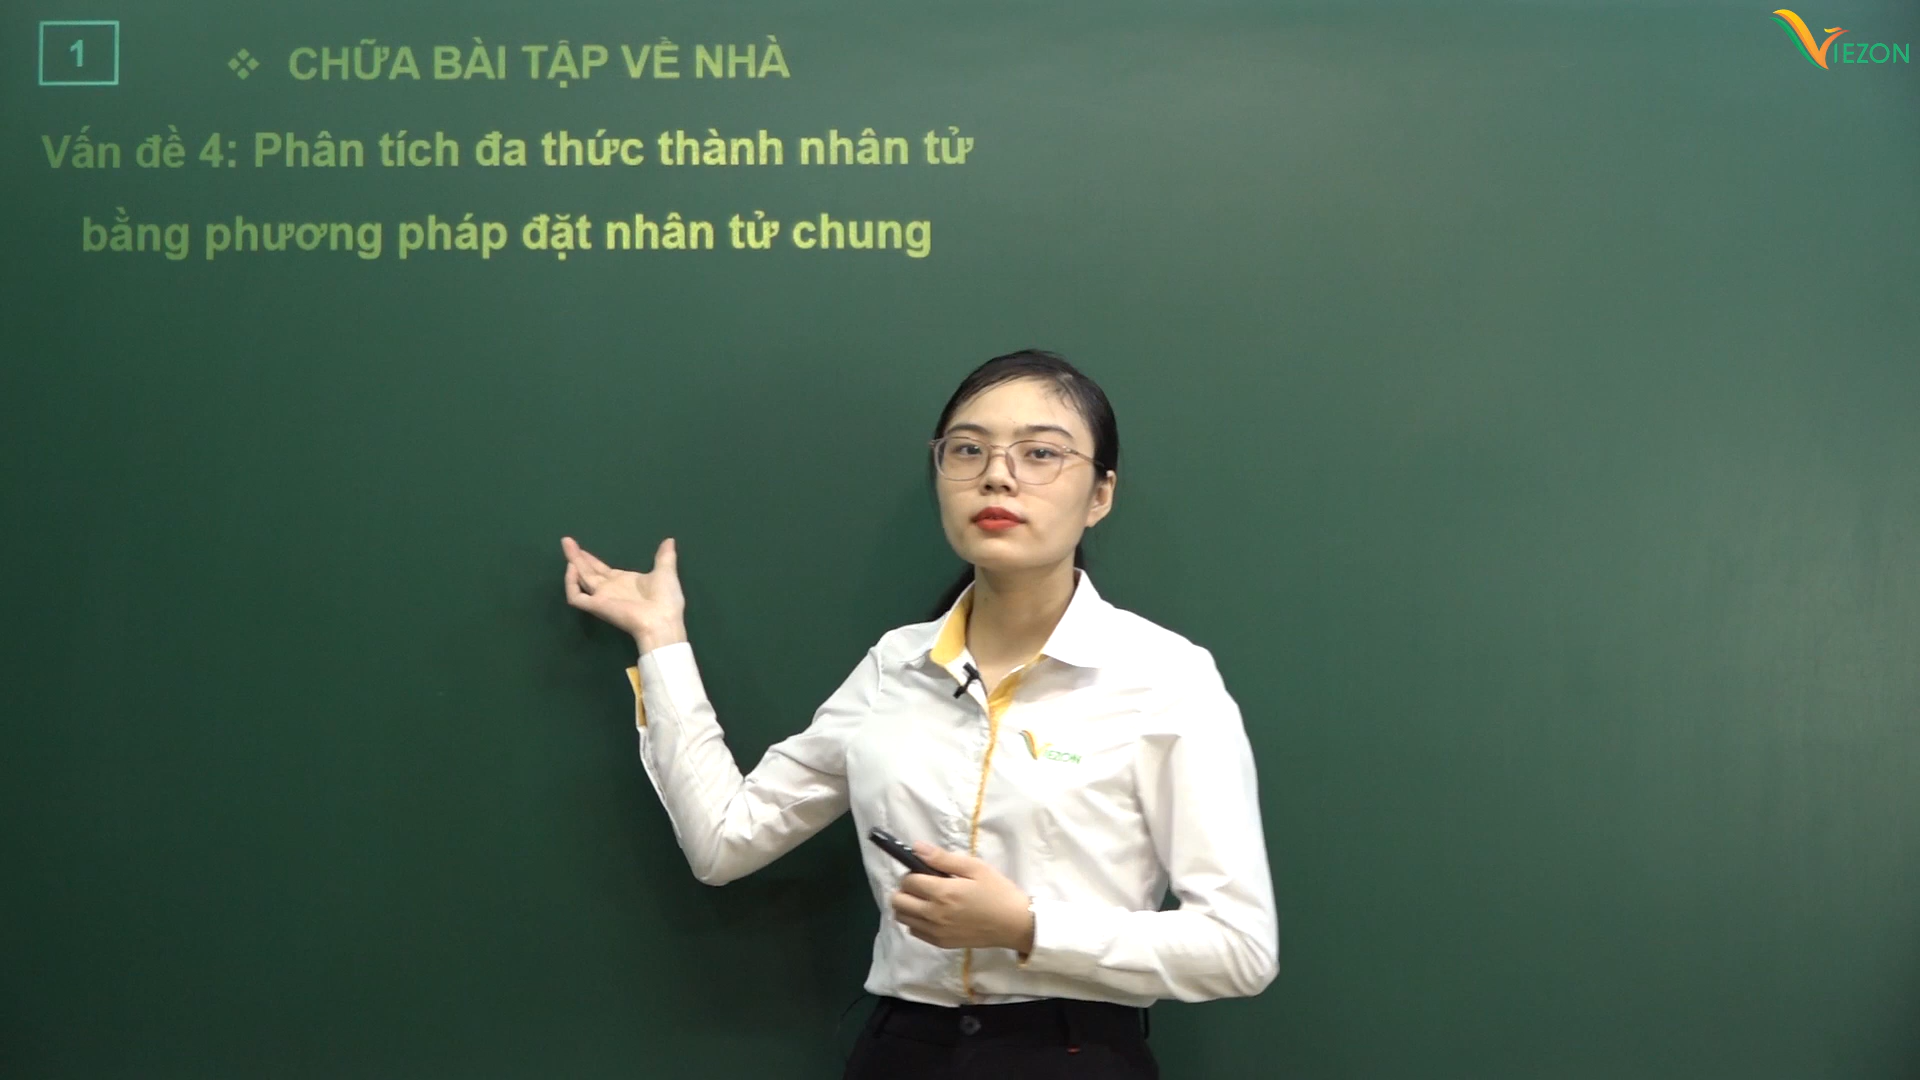 1
❖ CHỮA BÀI TẬP VỀ NHÀ
VIEZON
Vấn đề 4: Phân tích đa thức thành nhân tử
bằng phương pháp đặt nhân tử chung
VIEZON